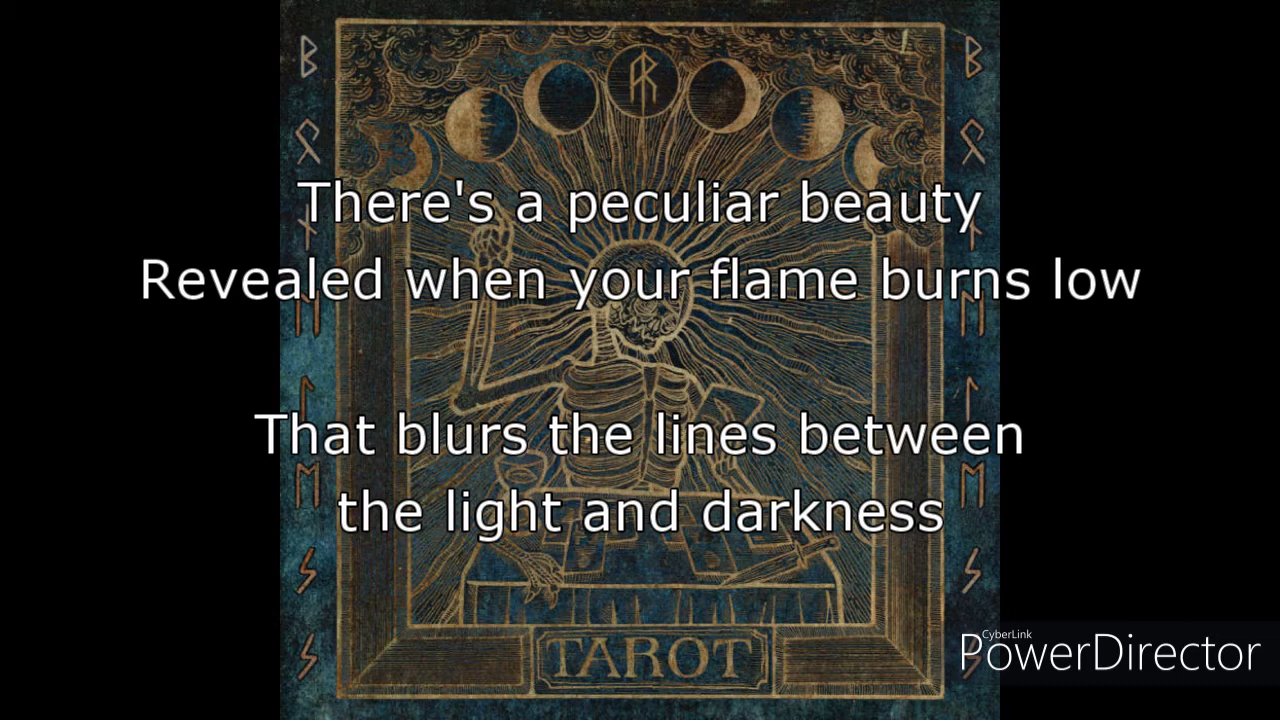 There's a peculiar beauty
Revealed when your flame burns low
That blurs the lines between
the light and darkness
TAROT
CyberLink
PowerDirector